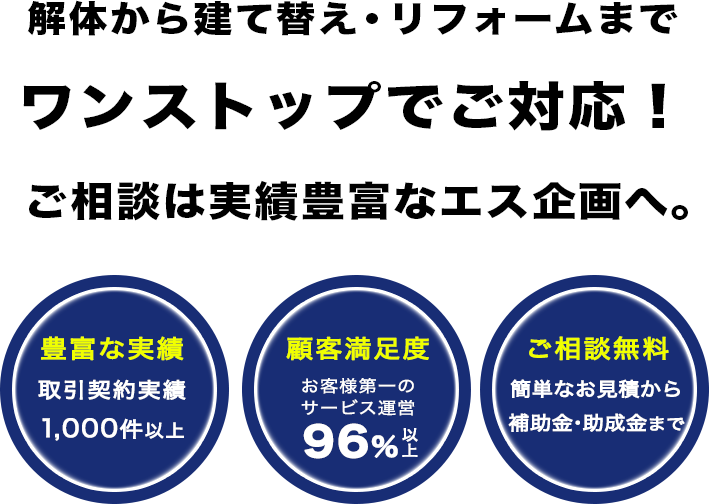 解体から建て替え・リフォームまで
ワンストップでご対応！
ご相談は実績豊富なエス企画へ。
豊富な実績
取引契約実績
1,000件以上
顧客満足度
お客様第一の
サービス運営
96%以上
ご相談無料
簡単なお見積から
補助金・助成金まで